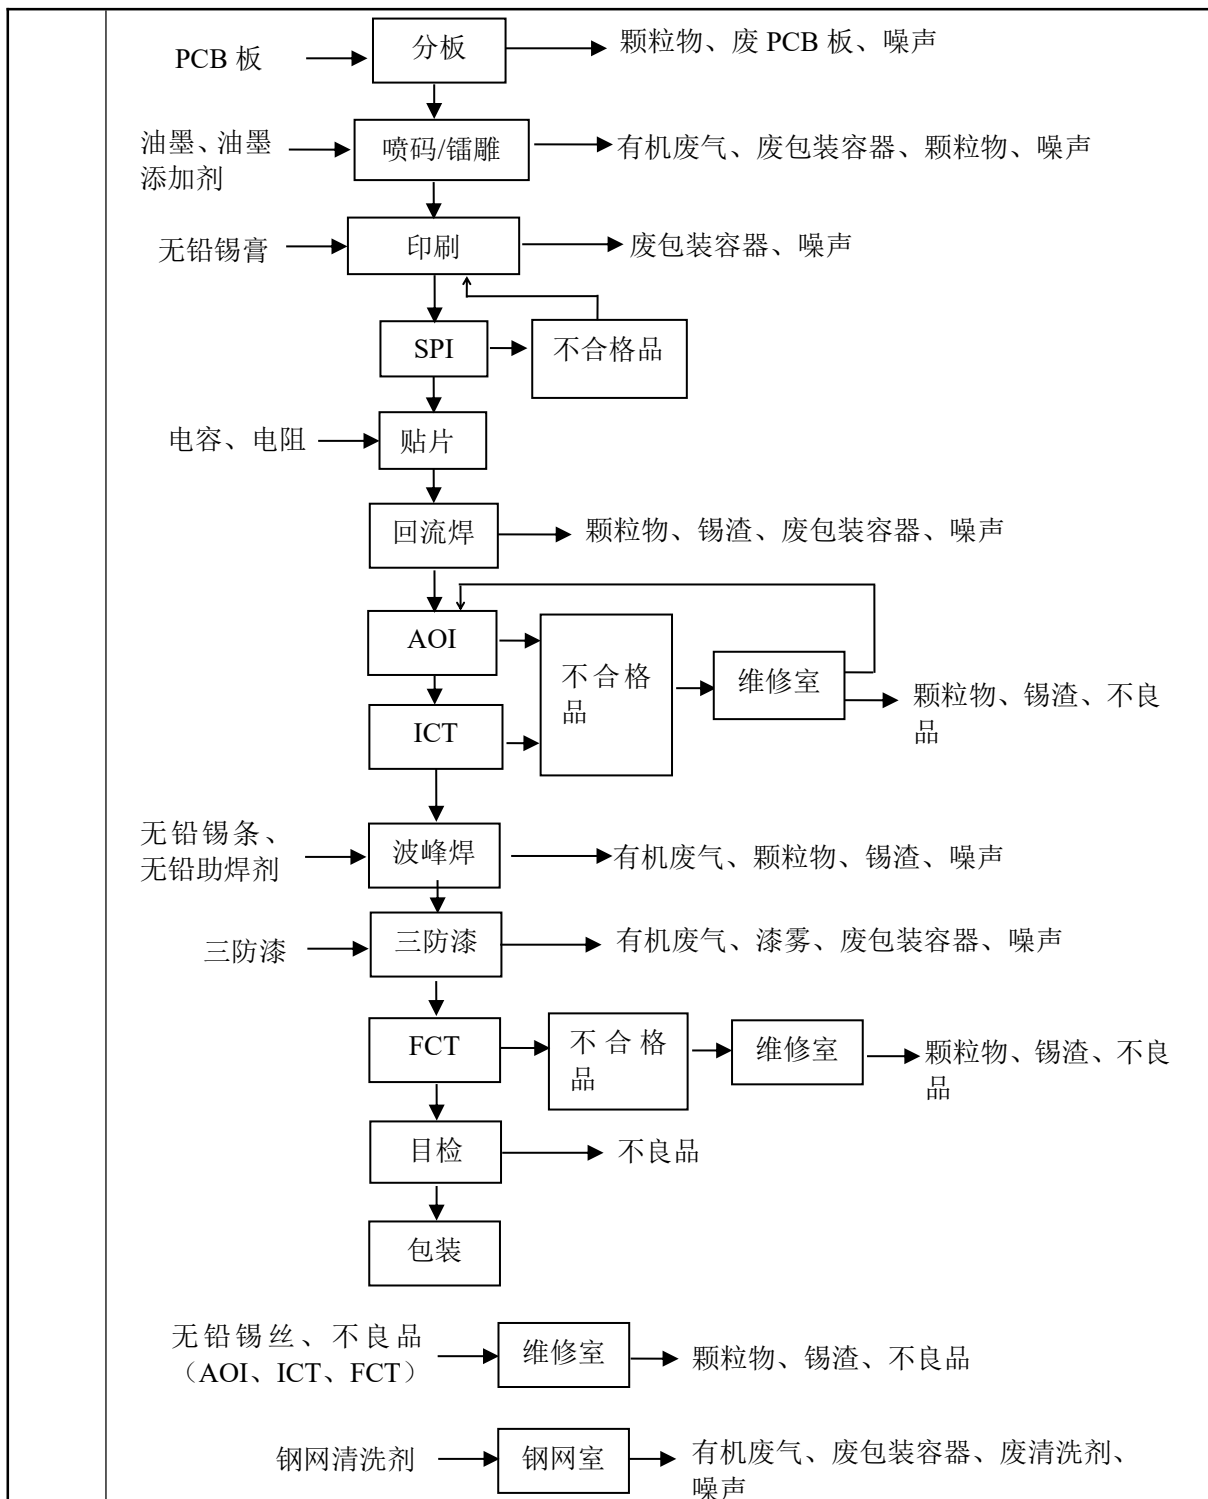 PCB 板
分板
颗粒物、废 PCB 板、噪声
油墨、油墨
添加剂
喷码/镭雕
有机废气、废包装容器、颗粒物、噪声
无铅锡膏
印刷
废包装容器、噪声
SPI
不合格品
电容、电阻
贴片
回流焊
颗粒物、锡渣、废包装容器、噪声
AOI
不合格
品
维修室
颗粒物、锡渣、不良
品
ICT
无铅锡条、
无铅助焊剂
波峰焊
有机废气、颗粒物、锡渣、噪声
三防漆
三防漆
有机废气、漆雾、废包装容器、噪声
FCT
不合格
品
维修室
颗粒物、锡渣、不良
品
目检
不良品
包装
无铅锡丝、不良品
（AOI、ICT、FCT）
维修室
颗粒物、锡渣、不良品
钢网清洗剂
钢网室
有机废气、废包装容器、废清洗剂、
噪声